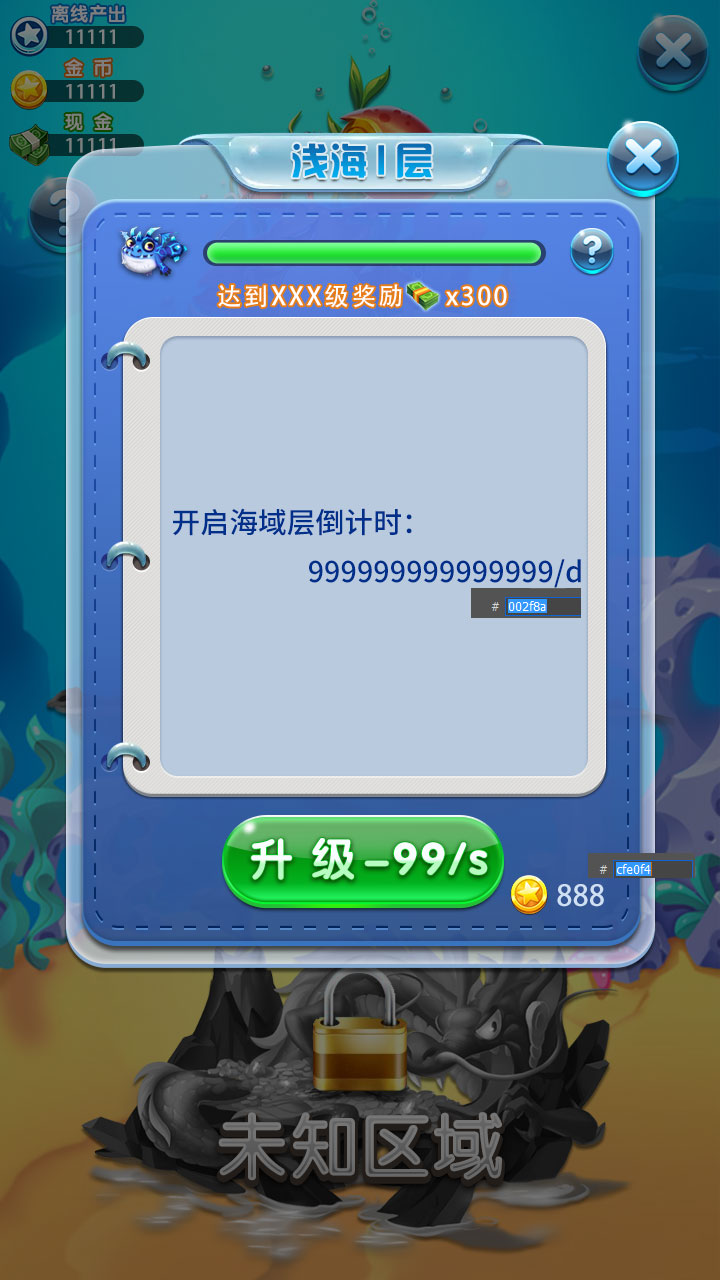 离线产出
11111
金 币
11111
现 金
11111
浅海1层
达到XXX级奖励 x300
开启海域层倒计时：
999999999999999/d
# 002f8a
升 级-99/s
# cfe0f4
888
未知区域